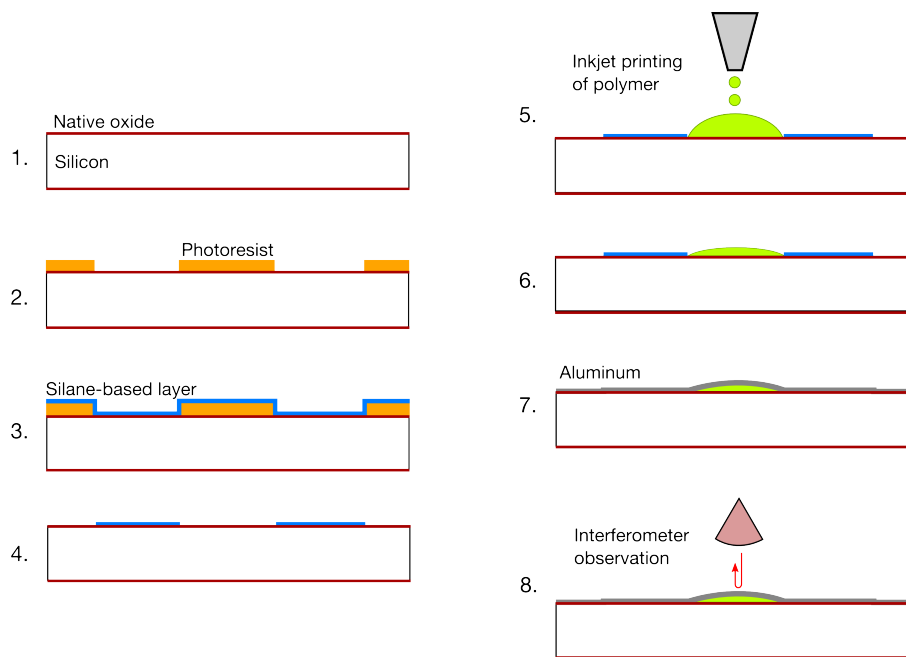 Native oxide
1.
Silicon
Photoresist
2.
Silane-based layer
3.
4.
Inkjet printing
of polymer
5.
6.
Aluminum
7.
Interferometer
observation
8.